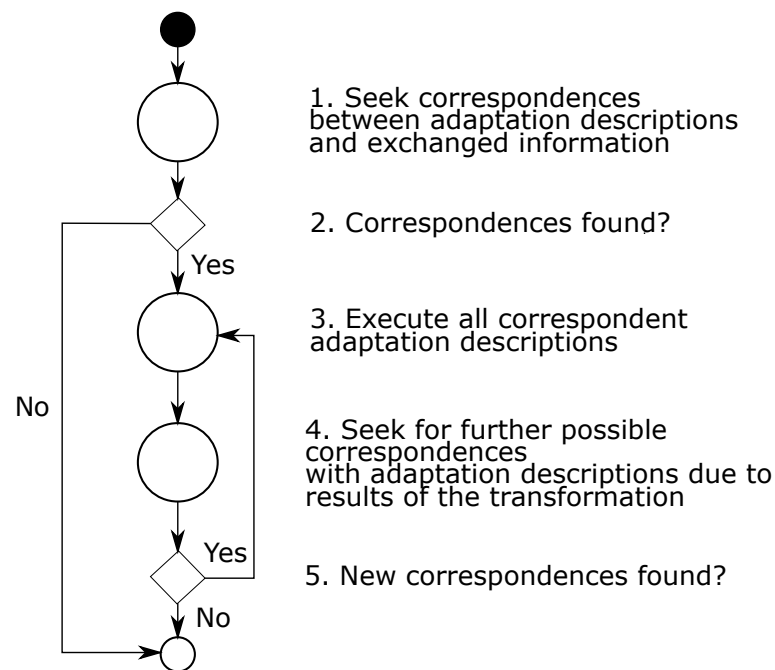 1. Seek correspondences
between adaptation descriptions
and exchanged information
2. Correspondences found?
Yes
3. Execute all correspondent
adaptation descriptions
No
4. Seek for further possible
correspondences
with adaptation descriptions due to
results of the transformation
Yes
5. New correspondences found?
No